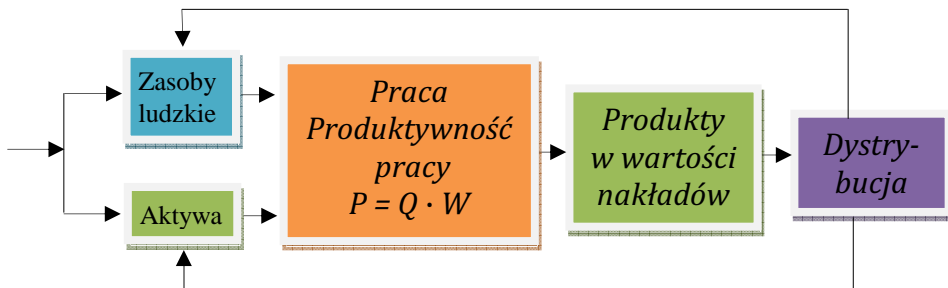 Zasoby
ludzkie
Aktywa
Praca
Produktywność
pracy
P = Q · W
Produkty
w wartości
nakładów
Dystry-
bucja